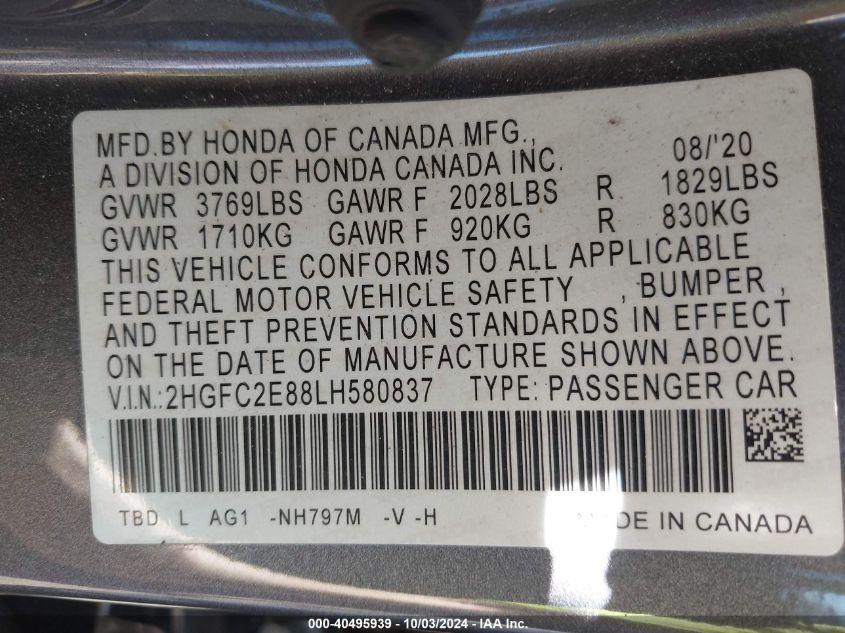 MFD.BY HONDA OF CANADA MFG.,
A DIVISION OF HONDA CANADA INC. 08/'20
GVWR 3769LBS GAWR F 2028LBS R 1829LBS
GVWR 1710KG GAWR F 920KG R 830KG
THIS VEHICLE CONFORMS TO ALL APPLICABLE
FEDERAL MOTOR VEHICLE SAFETY , BUMPER ,
AND THEFT PREVENTION STANDARDS IN EFFECT
ON THE DATE OF MANUFACTURE SHOWN ABOVE.
V.I.N.:2HGFC2E88LH580837 TYPE: PASSENGER CAR
TBD L AG1 -NH797M -V -H MADE IN CANADA
000-40495939 - 10/03/2024 - IAA Inc.